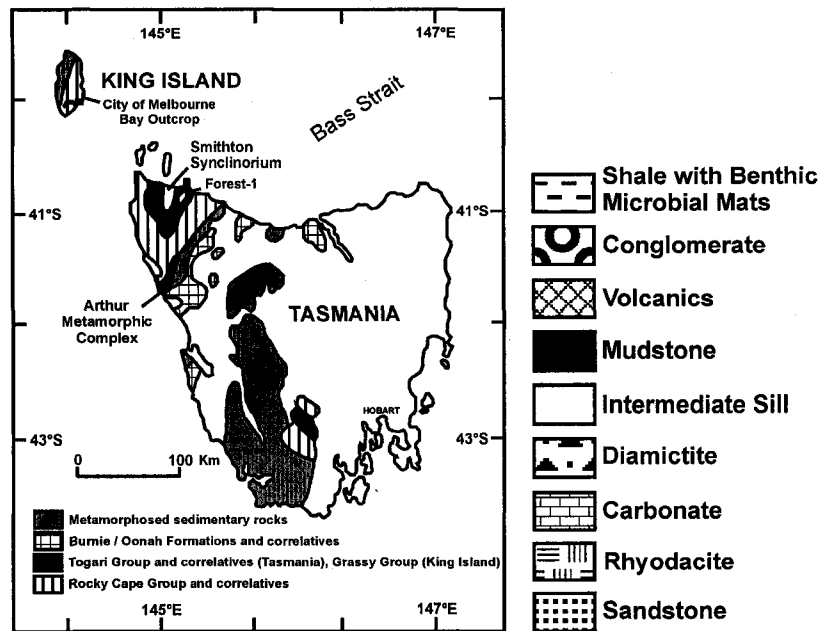 145°E 147°E
KING ISLAND
City of Melbourne
Bay Outcrop
Bass Strait
Smithton
Synclinorium
Forest-1
41°S 41°S
Arthur
Metamorphic
Complex
TASMANIA
HOBART
43°S 43°S
0 100 Km
Metamorphosed sedimentary rocks
Burnie / Oonah Formations and correlatives
Togari Group and correlatives (Tasmania), Grassy Group (King Island)
Rocky Cape Group and correlatives
145°E 147°E
Shale with Benthic
Microbial Mats
Conglomerate
Volcanics
Mudstone
Intermediate Sill
Diamictite
Carbonate
Rhyodacite
Sandstone